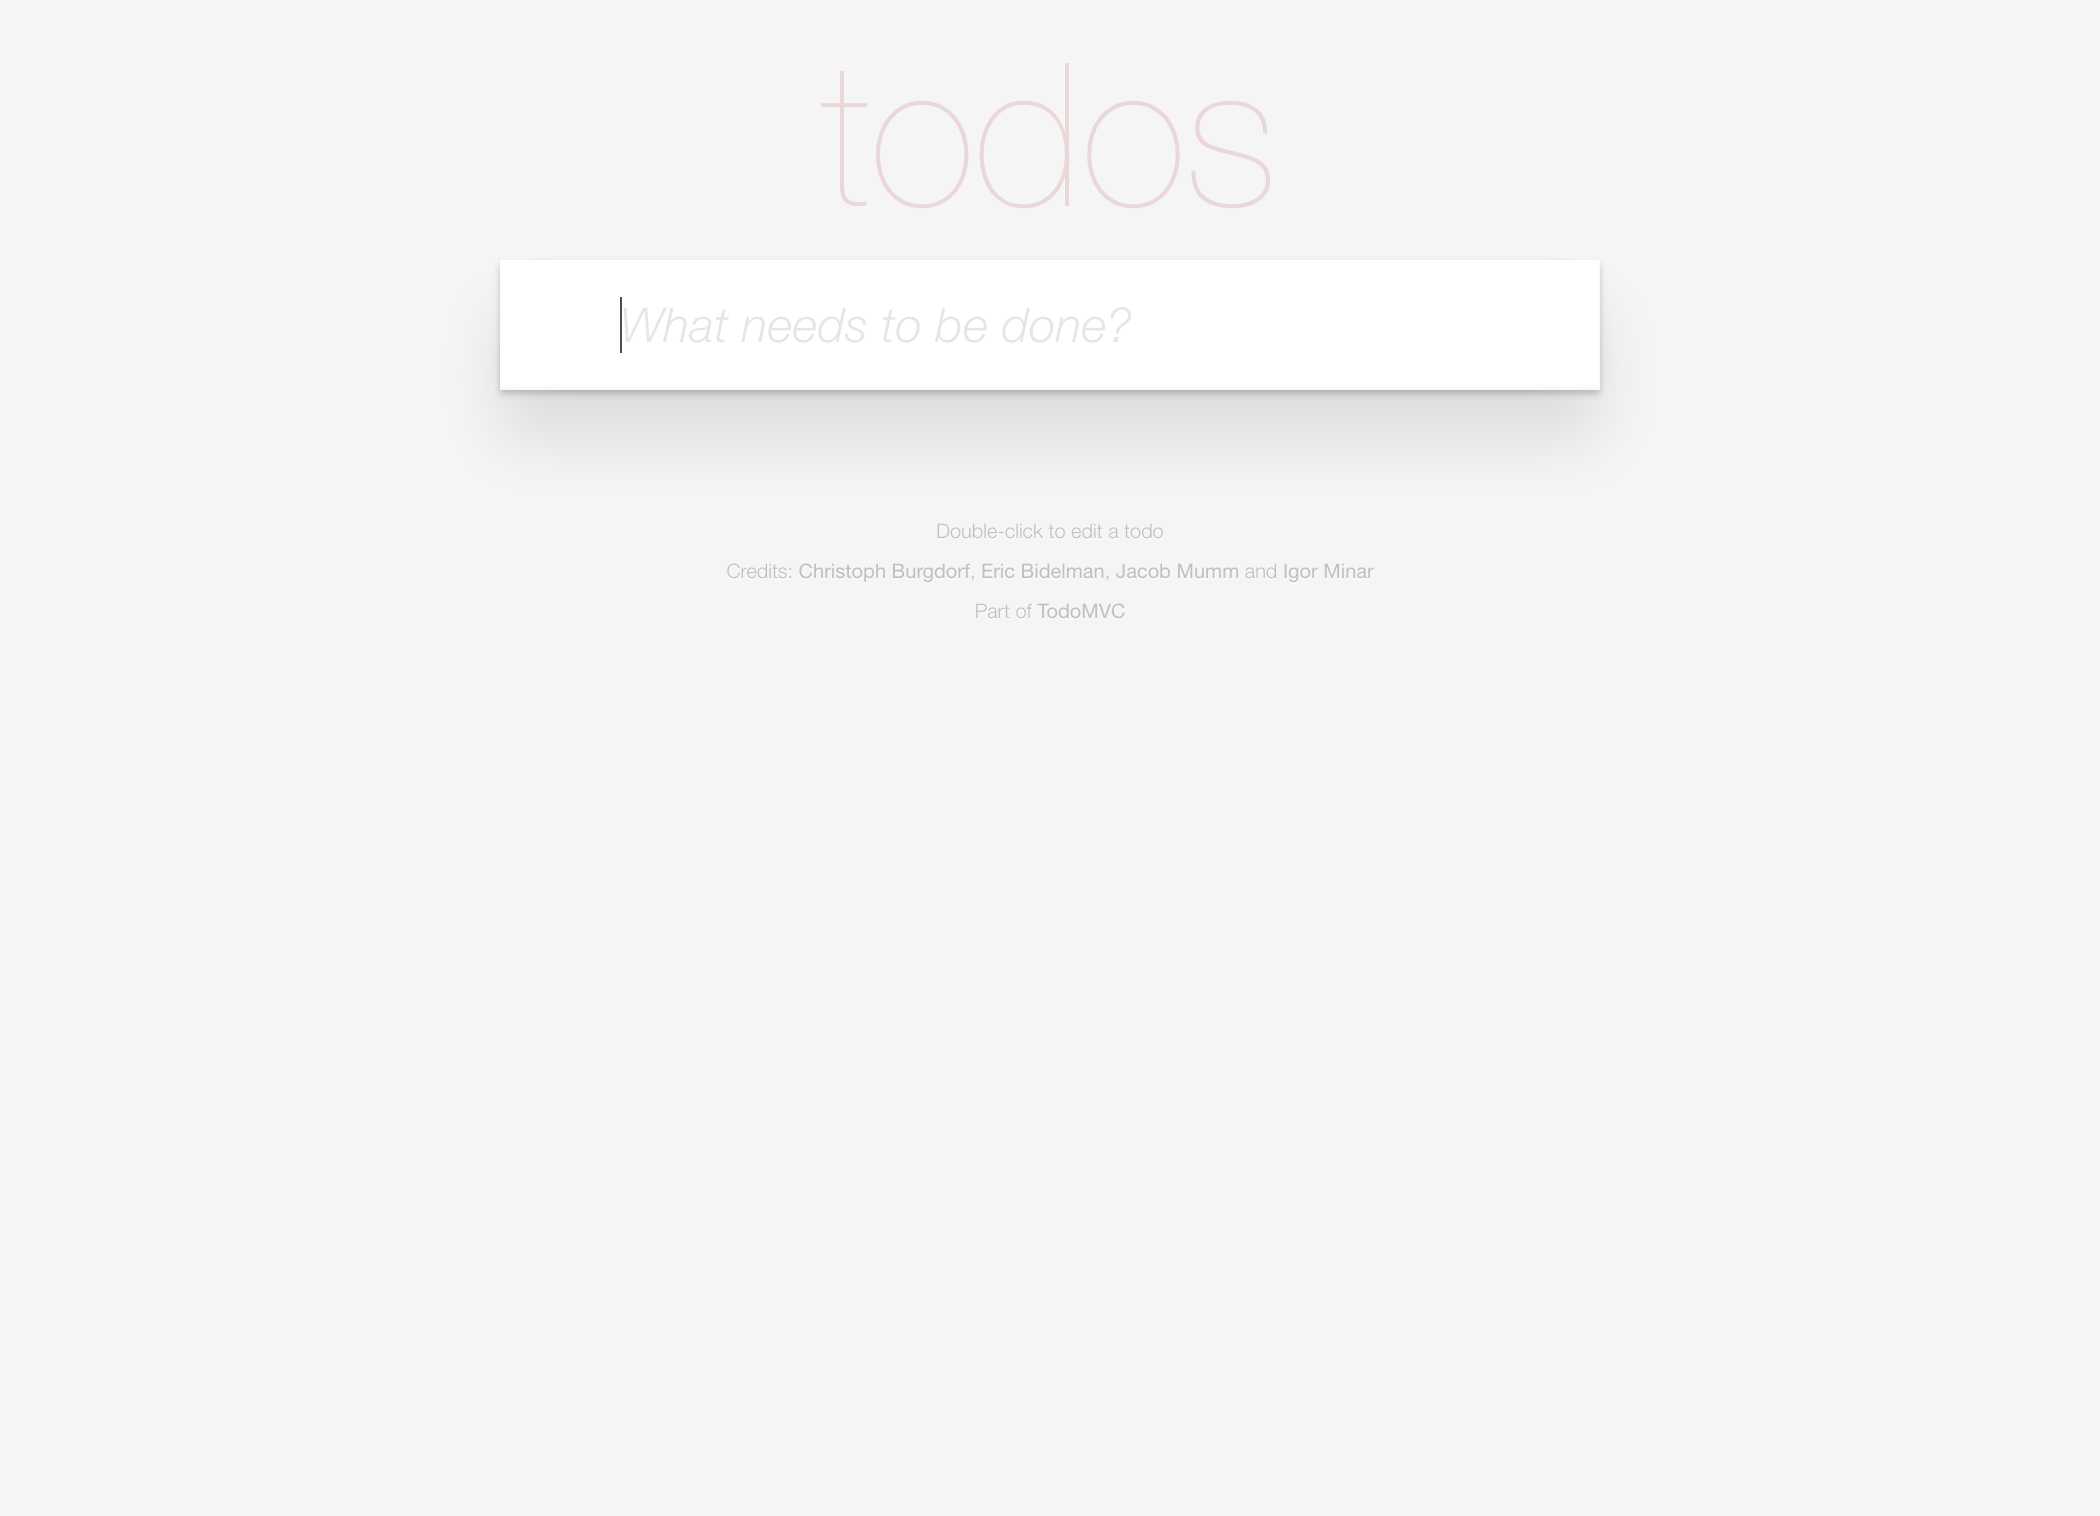 todos
What needs to be done?
Double-click to edit a todo
Credits: Christoph Burgdorf, Eric Bidelman, Jacob Mumm and Igor Minar
Part of TodoMVC